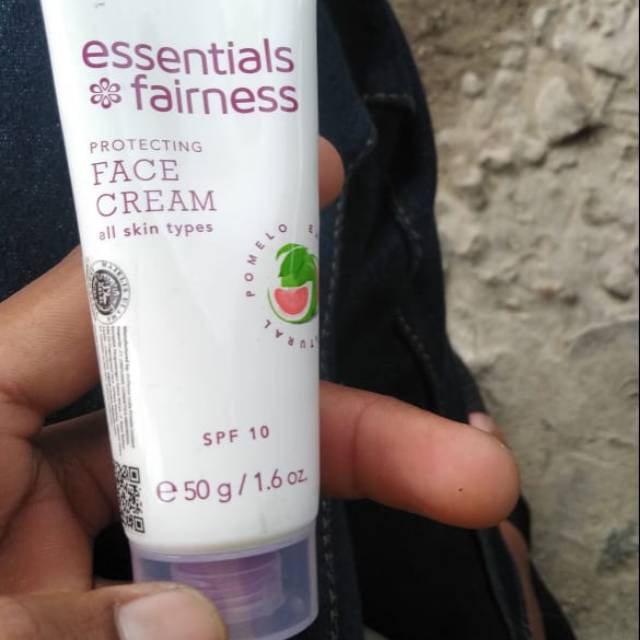 essentials
fairness
PROTECTING
FACE
CREAM
all skin types
POMELO
SPF 10
e 50 g / 1.6 oz.